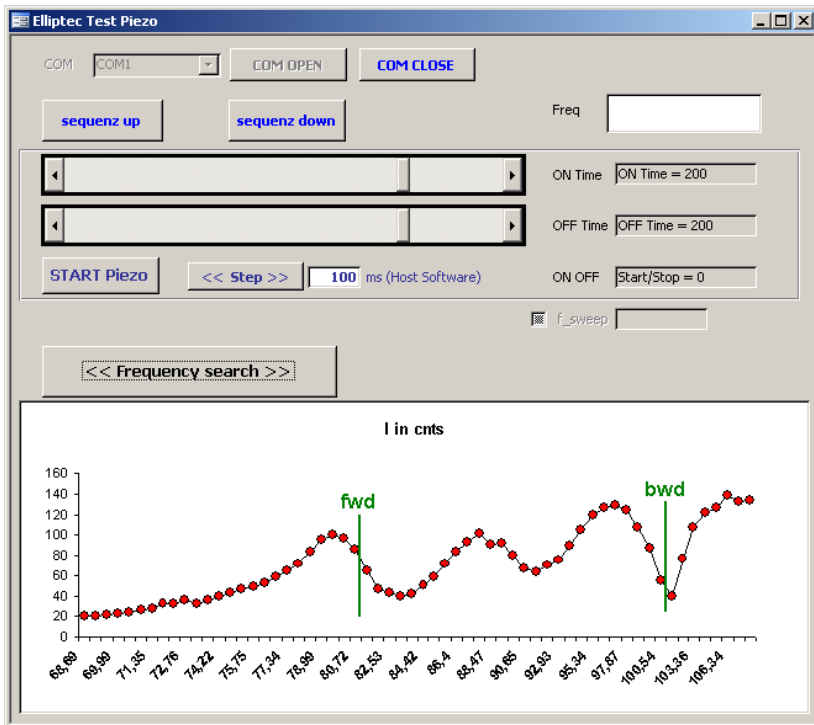 Elliptec Test Piezo
COM COM1 COM OPEN COM CLOSE
sequenz up sequenz down Freq
ON Time ON Time = 200
OFF Time OFF Time = 200
START Piezo << Step >> 100 ms (Host Software) ON OFF Start/Stop = 0
f_sweep
<< Frequency search >>
I in cnts
160
140
120
100
80
60
40
20
0
fwd
bwd
68,69 69,99 71,35 72,76 74,22 75,75 77,34 78,99 80,72 82,53 84,42 86,4 88,47 90,65 92,93 95,34 97,87 100,54 103,36 106,34